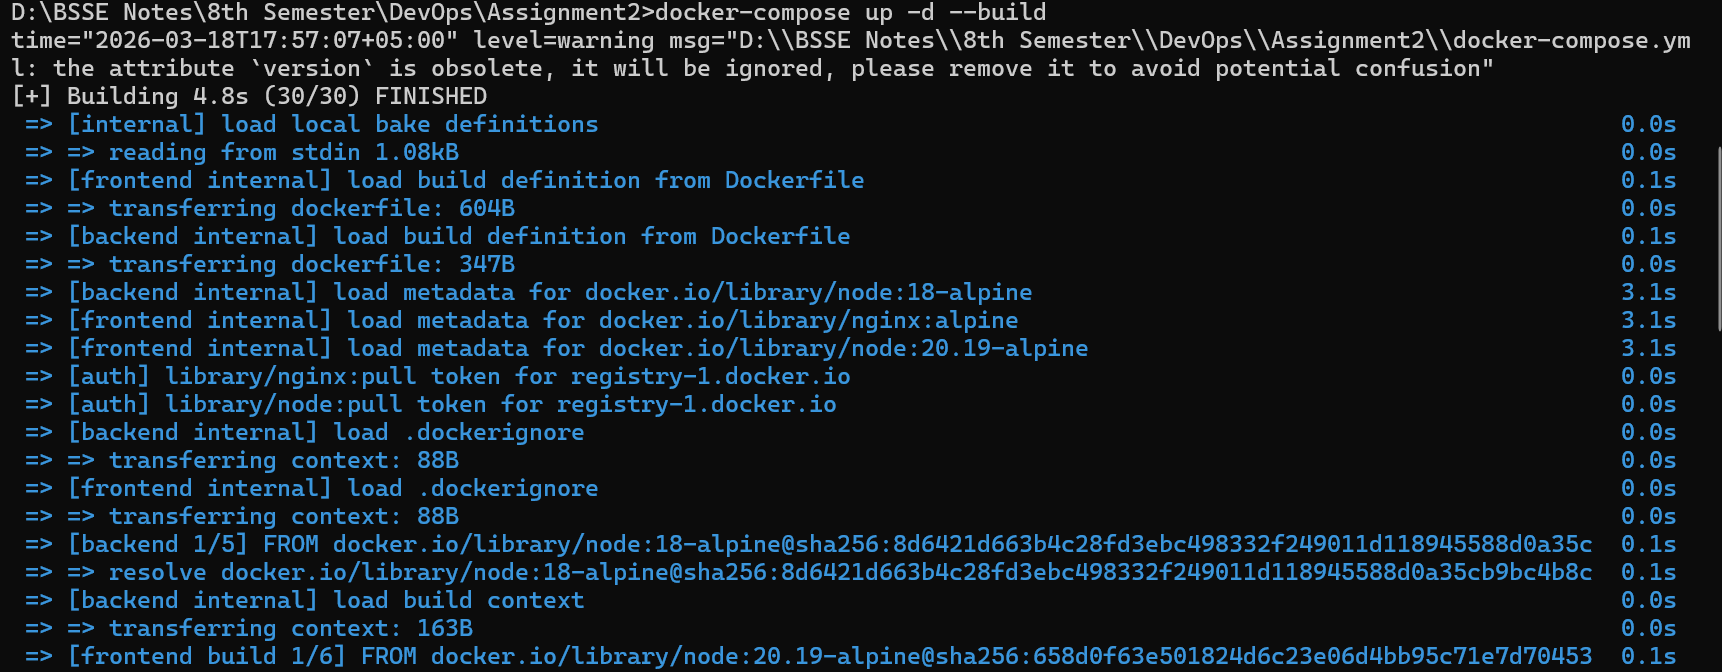 D:\BSSE Notes\8th Semester\DevOps\Assignment2>docker-compose up -d --build
time="2026-03-18T17:57:07+05:00" level=warning msg="D:\\BSSE Notes\\8th Semester\\DevOps\\Assignment2\\docker-compose.ym
l: the attribute `version` is obsolete, it will be ignored, please remove it to avoid potential confusion"
[+] Building 4.8s (30/30) FINISHED
=> [internal] load local bake definitions 0.0s
=> => reading from stdin 1.08kB 0.0s
=> [frontend internal] load build definition from Dockerfile 0.1s
=> => transferring dockerfile: 604B 0.0s
=> [backend internal] load build definition from Dockerfile 0.1s
=> => transferring dockerfile: 347B 0.0s
=> [backend internal] load metadata for docker.io/library/node:18-alpine 3.1s
=> [frontend internal] load metadata for docker.io/library/nginx:alpine 3.1s
=> [frontend internal] load metadata for docker.io/library/node:20.19-alpine 3.1s
=> [auth] library/nginx:pull token for registry-1.docker.io 0.0s
=> [auth] library/node:pull token for registry-1.docker.io 0.0s
=> [backend internal] load .dockerignore 0.0s
=> => transferring context: 88B 0.0s
=> [frontend internal] load .dockerignore 0.0s
=> => transferring context: 88B 0.0s
=> [backend 1/5] FROM docker.io/library/node:18-alpine@sha256:8d6421d663b4c28fd3ebc498332f249011d118945588d0a35c 0.1s
=> => resolve docker.io/library/node:18-alpine@sha256:8d6421d663b4c28fd3ebc498332f249011d118945588d0a35cb9bc4b8c 0.1s
=> [backend internal] load build context 0.0s
=> => transferring context: 163B 0.0s
=> [frontend build 1/6] FROM docker.io/library/node:20.19-alpine@sha256:658d0f63e501824d6c23e06d4bb95c71e7d70453 0.1s